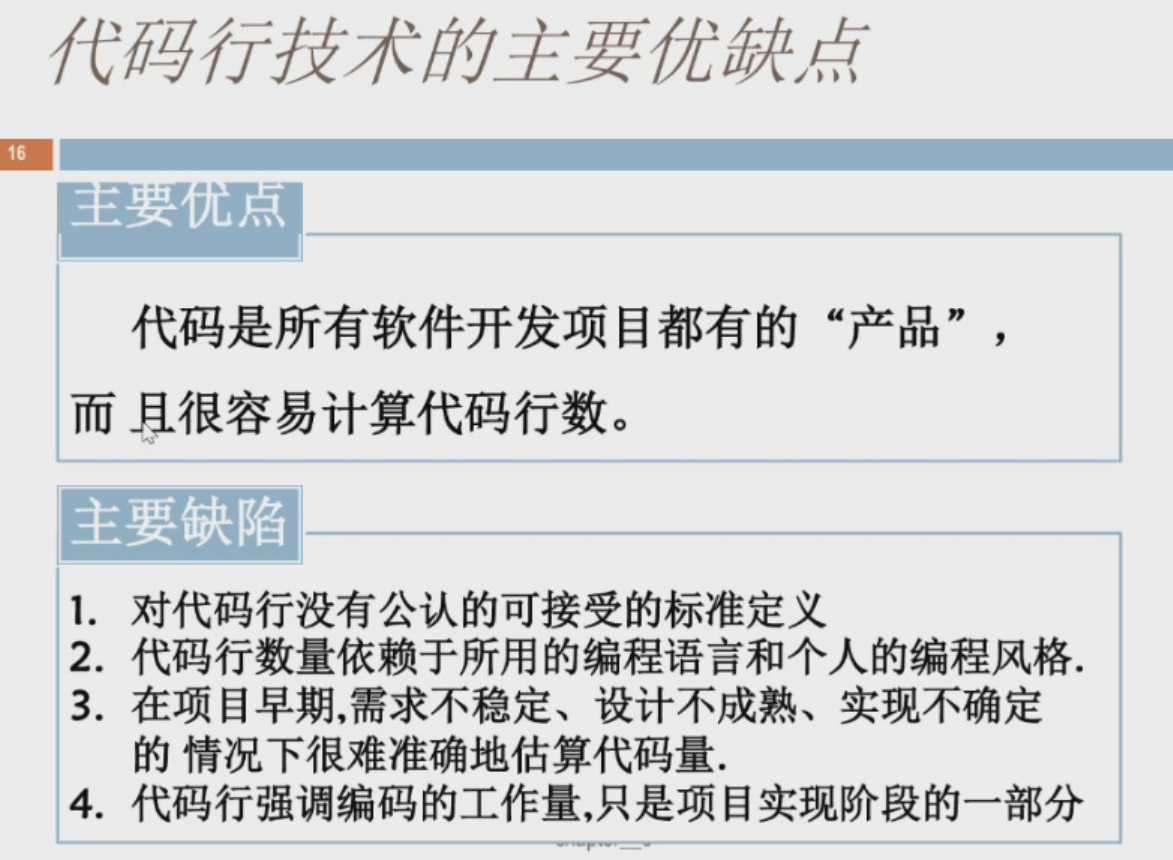 代码行技术的主要优缺点
16
主要优点
代码是所有软件开发项目都有的“产品”，
而 且很容易计算代码行数。
主要缺陷
1. 对代码行没有公认的可接受的标准定义
2. 代码行数量依赖于所用的编程语言和个人的编程风格.
3. 在项目早期,需求不稳定、设计不成熟、实现不确定
的 情况下很难准确地估算代码量.
4. 代码行强调编码的工作量,只是项目实现阶段的一部分